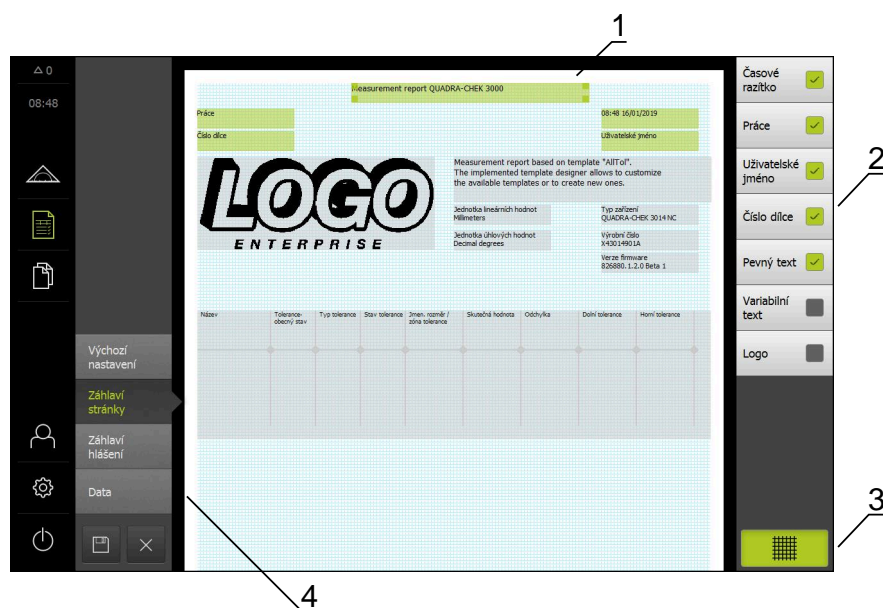 1
△ 0
08:48
Measurement report QUADRA-CHEK 3000
Práce
08:48 16/01/2019
Číslo dílce
Uživatelské jméno
LOGO
ENTERPRISE
Measurement report based on template "AllTol".
The implemented template designer allows to customize
the available templates or to create new ones.
Jednotka lineárních hodnot
Millimeters
Typ zařízení
QUADRA-CHEK 3014 NC
Jednotka úhlových hodnot
Decimal degrees
Výrobní číslo
X43014901A
Verze firmware
826880.1.2.0 Beta 1
Název
Tolerance-
obecný stav
Typ tolerance
Stav tolerance
Jmen. rozměr /
zóna tolerance
Skutečná hodnota
Odchylka
Dolní tolerance
Horní tolerance
Výchozí
nastavení
Záhlaví
stránky
Záhlaví
hlášení
Data
Časové
razítko
Práce
Uživatelské
jméno
Číslo dílce
Pevný text
Variabilní
text
Logo
2
3
4